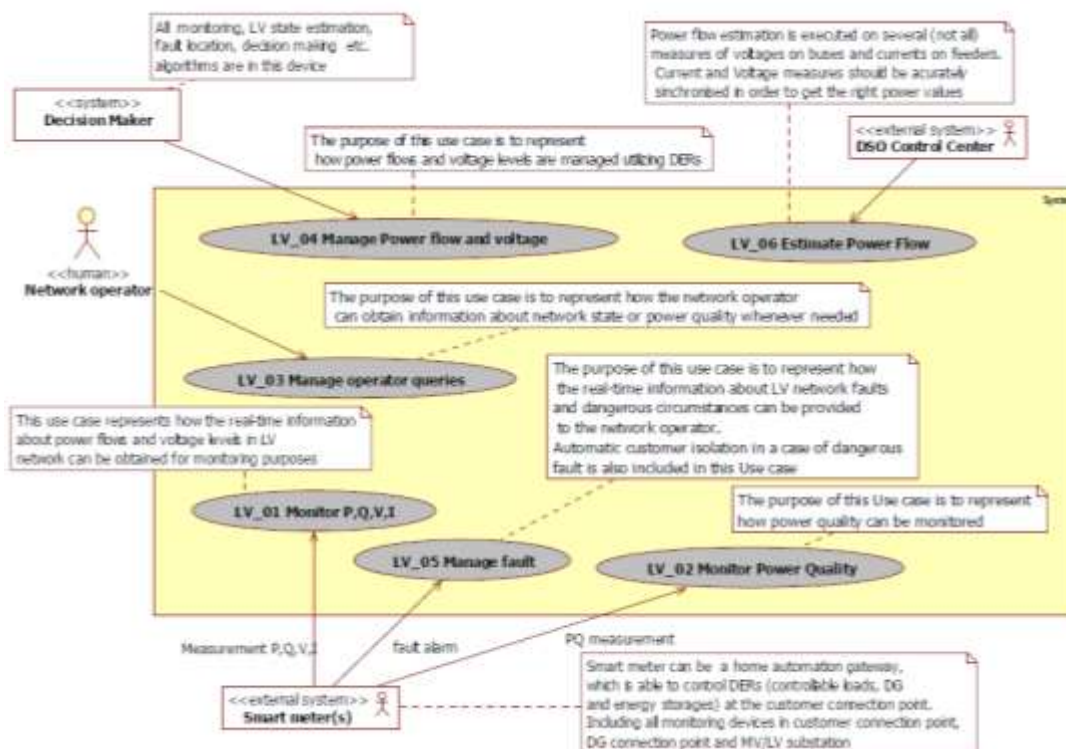 All monitoring, LV state estimation,
fault location, decision making etc.
algorithms are in this device
Power flow estimation is executed on several (not all)
measures of voltages on buses and currents on feeders.
Current and Voltage measures should be acurately
sinchronised in order to get the right power values
<<system>>
Decision Maker
The purpose of this use case is to represent
how power flows and voltage levels are managed utilizing DERs
<<external system>>
DSO Control Center
LV_04 Manage Power flow and voltage
LV_06 Estimate Power Flow
<<human>>
Network operator
The purpose of this use case is to represent how the network operator
can obtain information about network state or power quality whenever needed
LV_03 Manage operator queries
The purpose of this use case is to represent how
the real-time information about LV network faults
and dangerous circumstances can be provided
to the network operator.
Automatic customer isolation in a case of dangerous
fault is also included in this Use case
This use case represents how the real-time information
about power flows and voltage levels in LV
network can be obtained for monitoring purposes
LV_01 Monitor P,Q,V,I
The purpose of this Use case is to represent
how power quality can be monitored
LV_05 Manage fault
LV_02 Monitor Power Quality
Measurement P,Q,V,I
fault alarm
PQ measurement
<<external system>>
Smart meter(s)
Smart meter can be a home automation gateway,
which is able to control DERs (controllable loads, DG
and energy storages) at the customer connection point.
Including all monitoring devices in customer connection point,
DG connection point and MV/LV substation